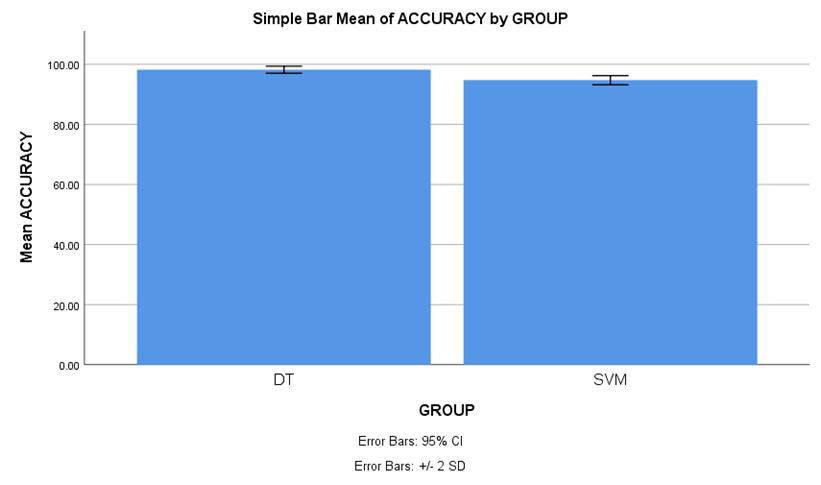 Simple Bar Mean of ACCURACY by GROUP
Mean ACCURACY
100.00
80.00
60.00
40.00
20.00
0.00
DT SVM
GROUP
Error Bars: 95% CI
Error Bars: +/- 2 SD